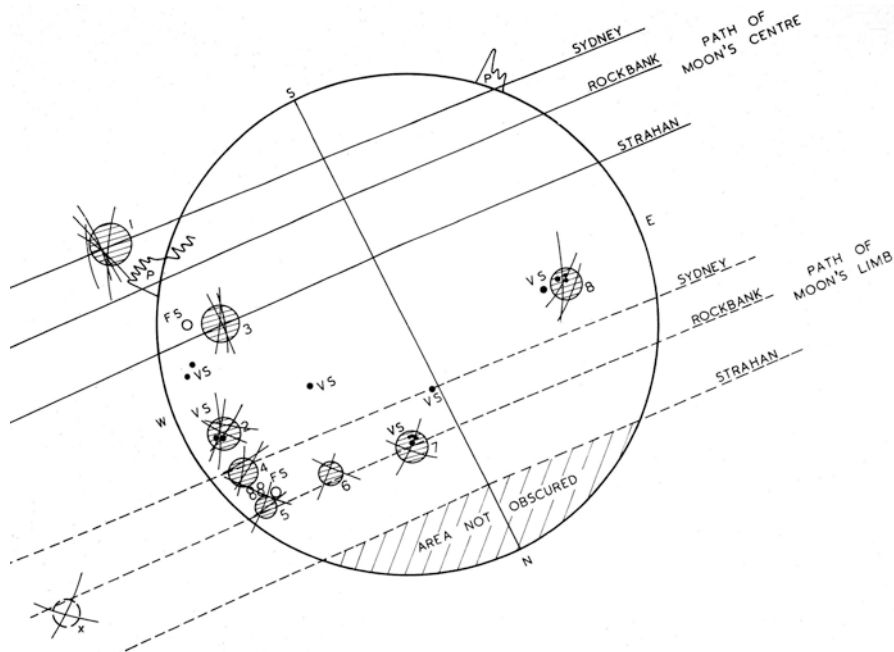 SYDNEY
ROCKBANK
STRAHAN
PATH OF
MOON'S CENTRE
S
P
E
1
P
FS
3
VS
8
SYDNEY
ROCKBANK
STRAHAN
PATH OF
MOON'S LIMB
VS
VS
VS
W
VS
2
VS
7
4
FS
6
5
AREA NOT OBSCURED
N
x